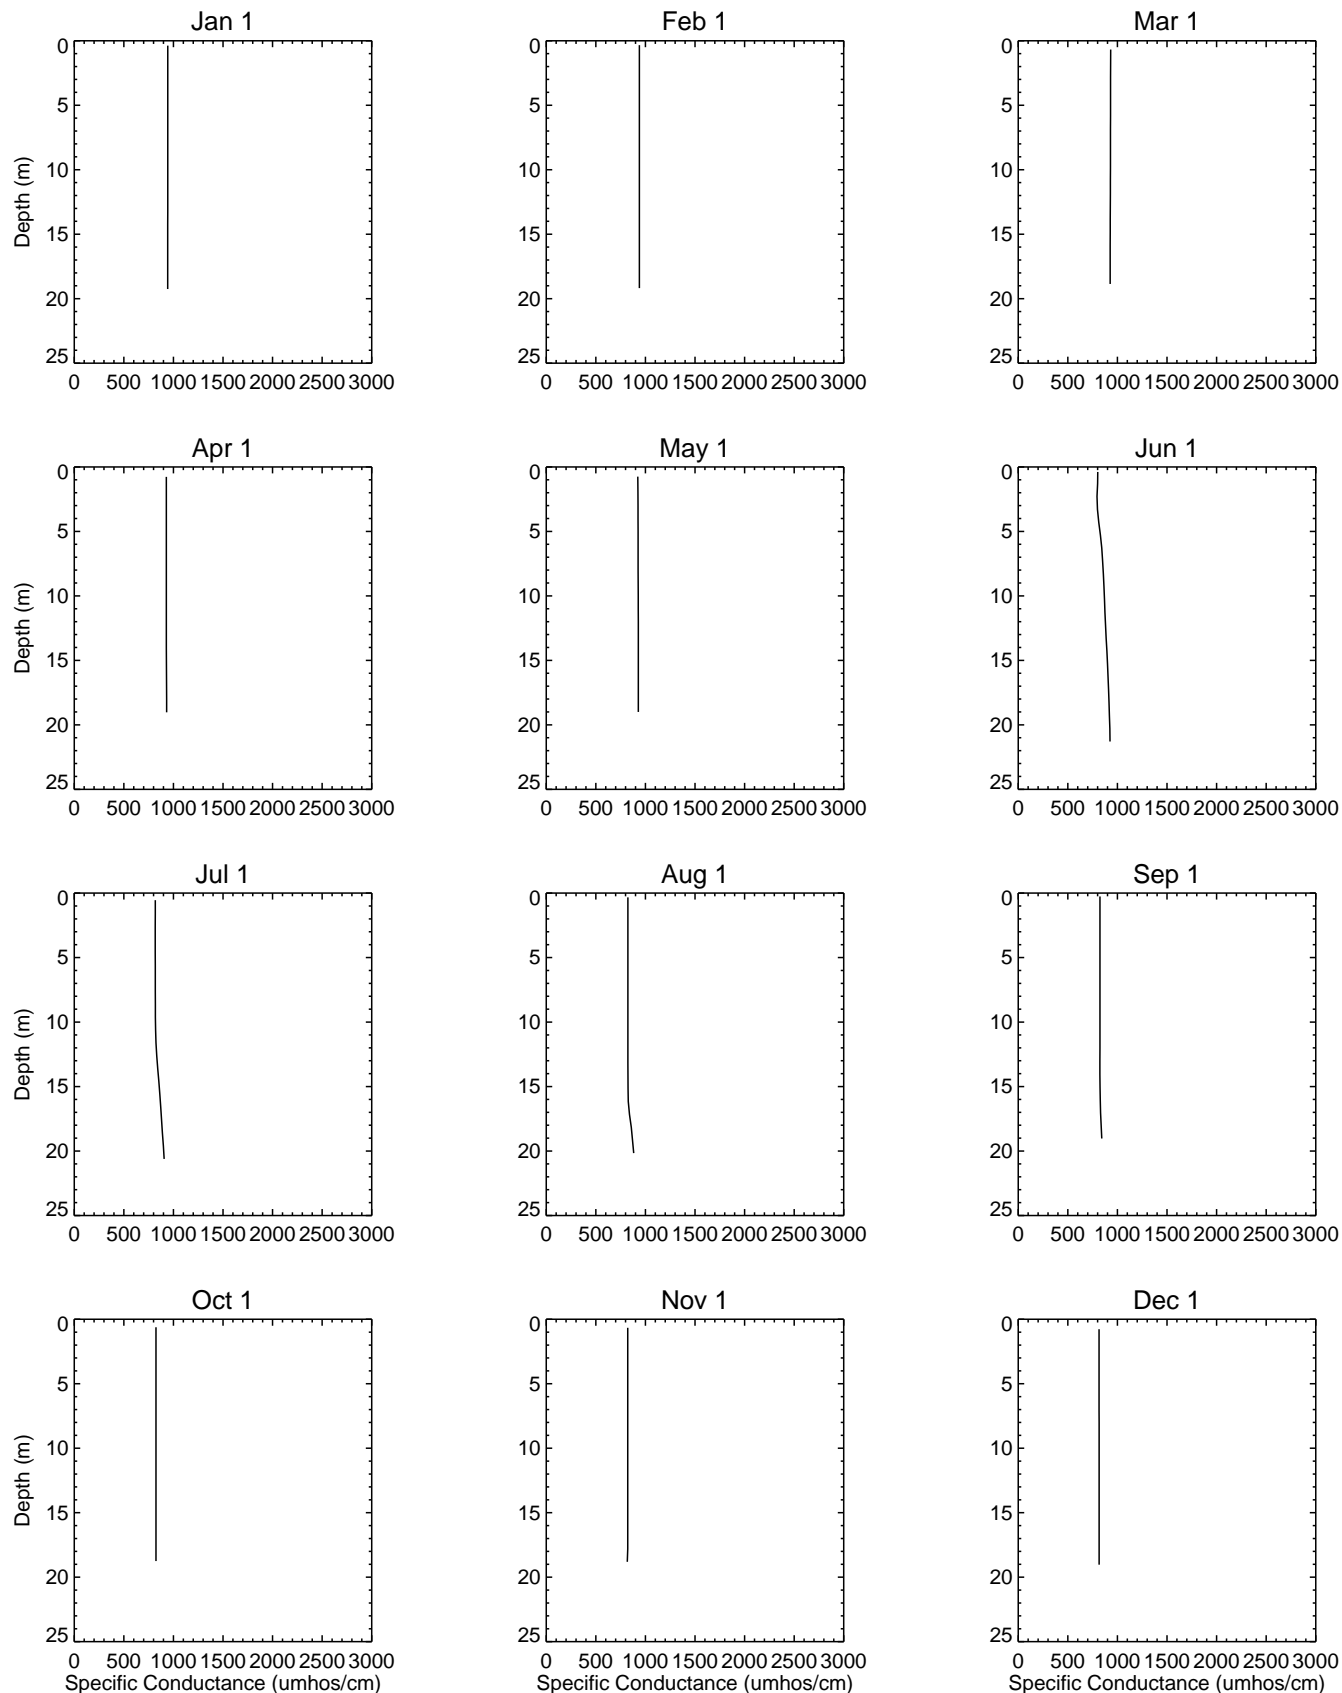 Jan 1 Feb 1 Mar 1
0 0 0
5 5 5
10 10 10
15 15 15
20 20 20
25 25 25
Depth (m)
0 500 1000 1500 2000 2500 3000 0 500 1000 1500 2000 2500 3000 0 500 1000 1500 2000 2500 3000
Apr 1 May 1 Jun 1
0 0 0
5 5 5
10 10 10
15 15 15
20 20 20
25 25 25
Depth (m)
0 500 1000 1500 2000 2500 3000 0 500 1000 1500 2000 2500 3000 0 500 1000 1500 2000 2500 3000
Jul 1 Aug 1 Sep 1
0 0 0
5 5 5
10 10 10
15 15 15
20 20 20
25 25 25
Depth (m)
0 500 1000 1500 2000 2500 3000 0 500 1000 1500 2000 2500 3000 0 500 1000 1500 2000 2500 3000
Oct 1 Nov 1 Dec 1
0 0 0
5 5 5
10 10 10
15 15 15
20 20 20
25 25 25
Depth (m)
0 500 1000 1500 2000 2500 3000 0 500 1000 1500 2000 2500 3000 0 500 1000 1500 2000 2500 3000
Specific Conductance (umhos/cm) Specific Conductance (umhos/cm) Specific Conductance (umhos/cm)